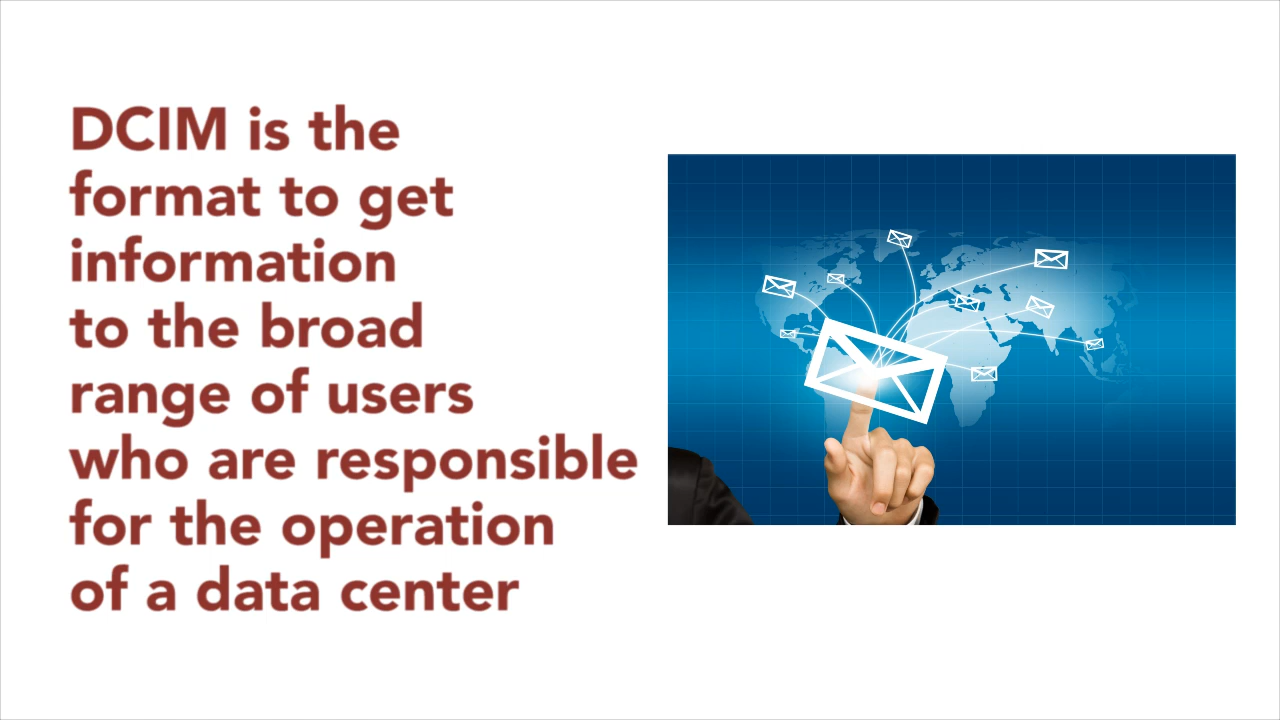 DCIM is the
format to get
information
to the broad
range of users
who are responsible
for the operation
of a data center